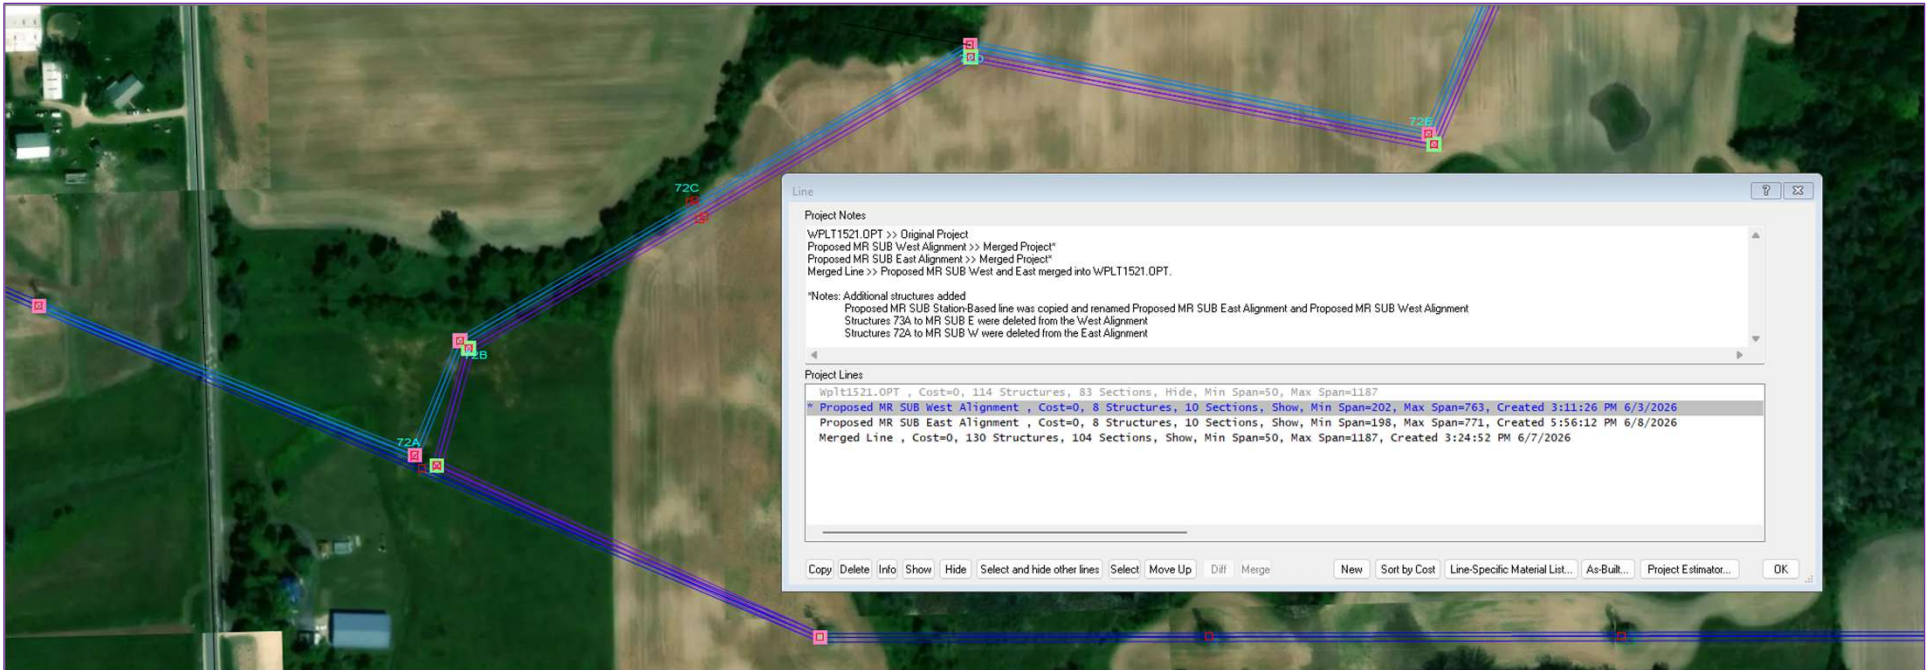 72D
72E
72C
72B
72A
Line
?
Project Notes
WPLT1521.OPT >> Original Project
Proposed MR SUB West Alignment >> Merged Project*
Proposed MR SUB East Alignment >> Merged Project*
Merged Line >> Proposed MR SUB West and East merged into WPLT1521.OPT.
*Notes: Additional structures added
Proposed MR SUB Station-Based line was copied and renamed Proposed MR SUB East Alignment and Proposed MR SUB West Alignment
Structures 73A to MR SUB E were deleted from the West Alignment
Structures 72A to MR SUB W were deleted from the East Alignment
Project Lines
Wplt1521.OPT , Cost=0, 114 Structures, 83 Sections, Hide, Min Span=50, Max Span=1187
* Proposed MR SUB West Alignment , Cost=0, 8 Structures, 10 Sections, Show, Min Span=202, Max Span=763, Created 3:11:26 PM 6/3/2026
Proposed MR SUB East Alignment , Cost=0, 8 Structures, 10 Sections, Show, Min Span=198, Max Span=771, Created 5:56:12 PM 6/8/2026
Merged Line , Cost=0, 130 Structures, 104 Sections, Show, Min Span=50, Max Span=1187, Created 3:24:52 PM 6/7/2026
Copy Delete Info Show Hide Select and hide other lines Select Move Up Diff Merge New Sort by Cost Line-Specific Material List... As-Built... Project Estimator... OK